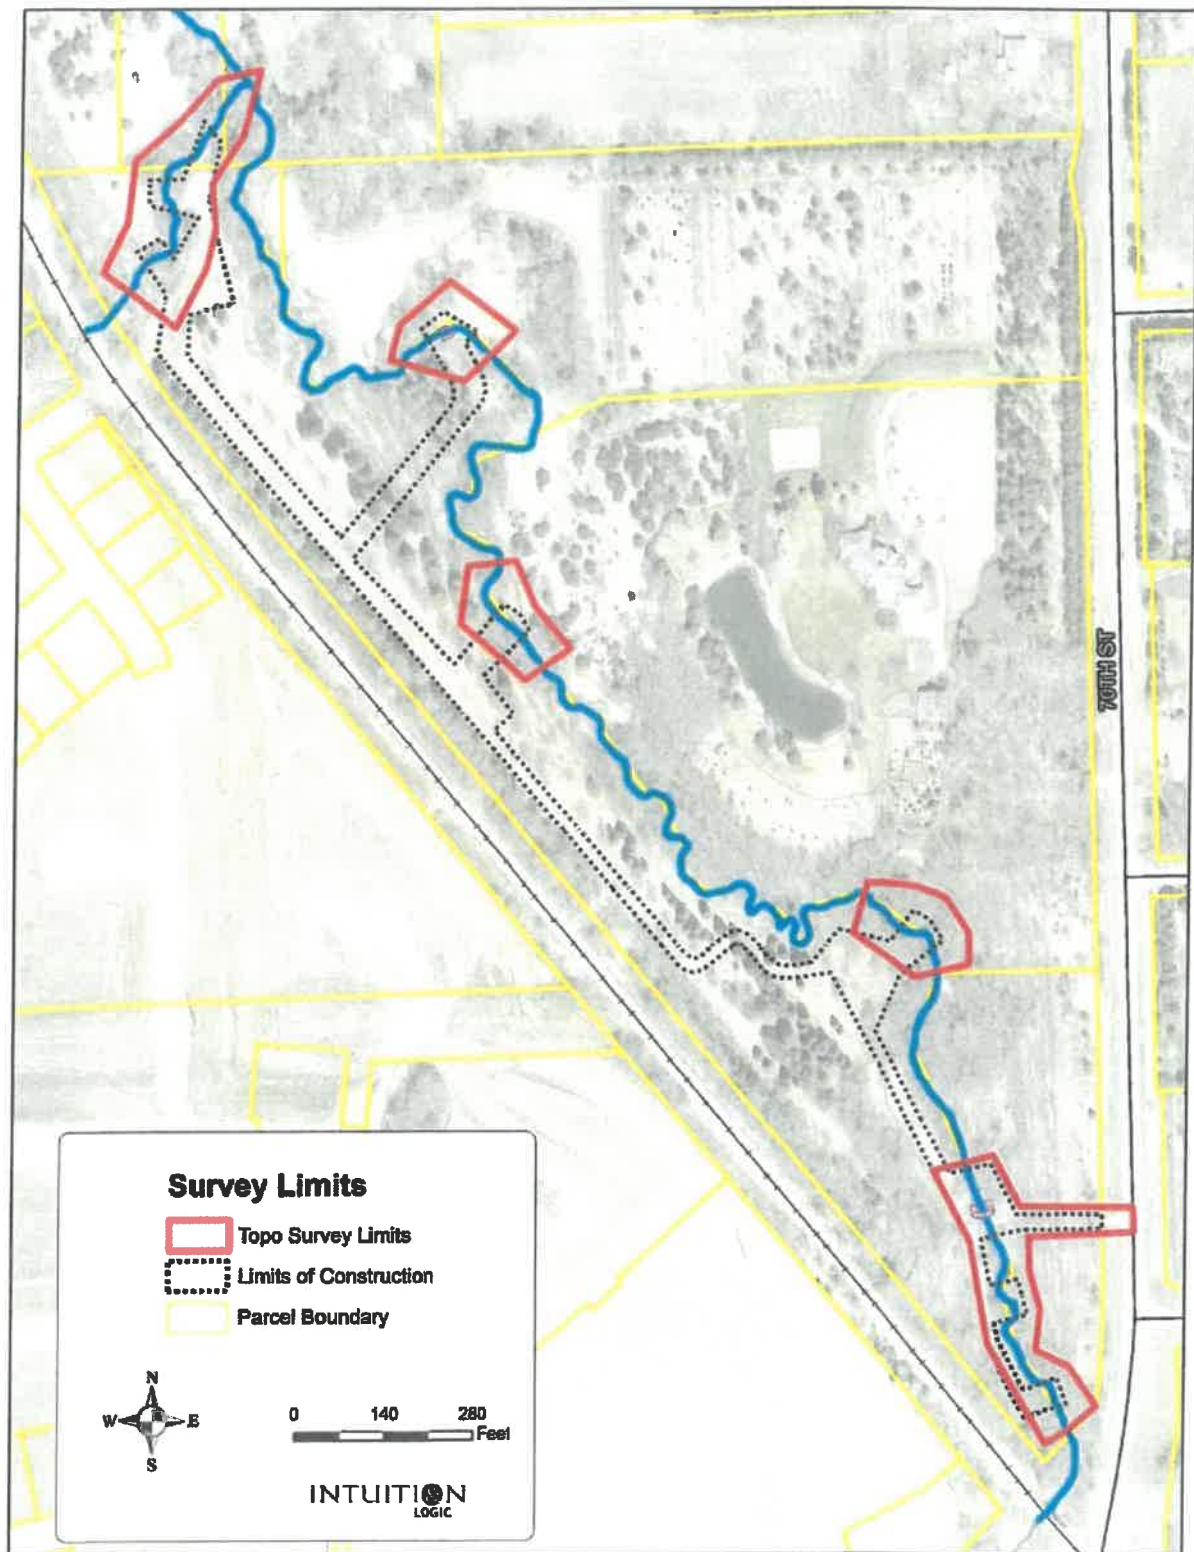 70TH ST
Survey Limits
Topo Survey Limits
Limits of Construction
Parcel Boundary
N
W E
S
0 140 280
Feet
INTUITION
LOGIC